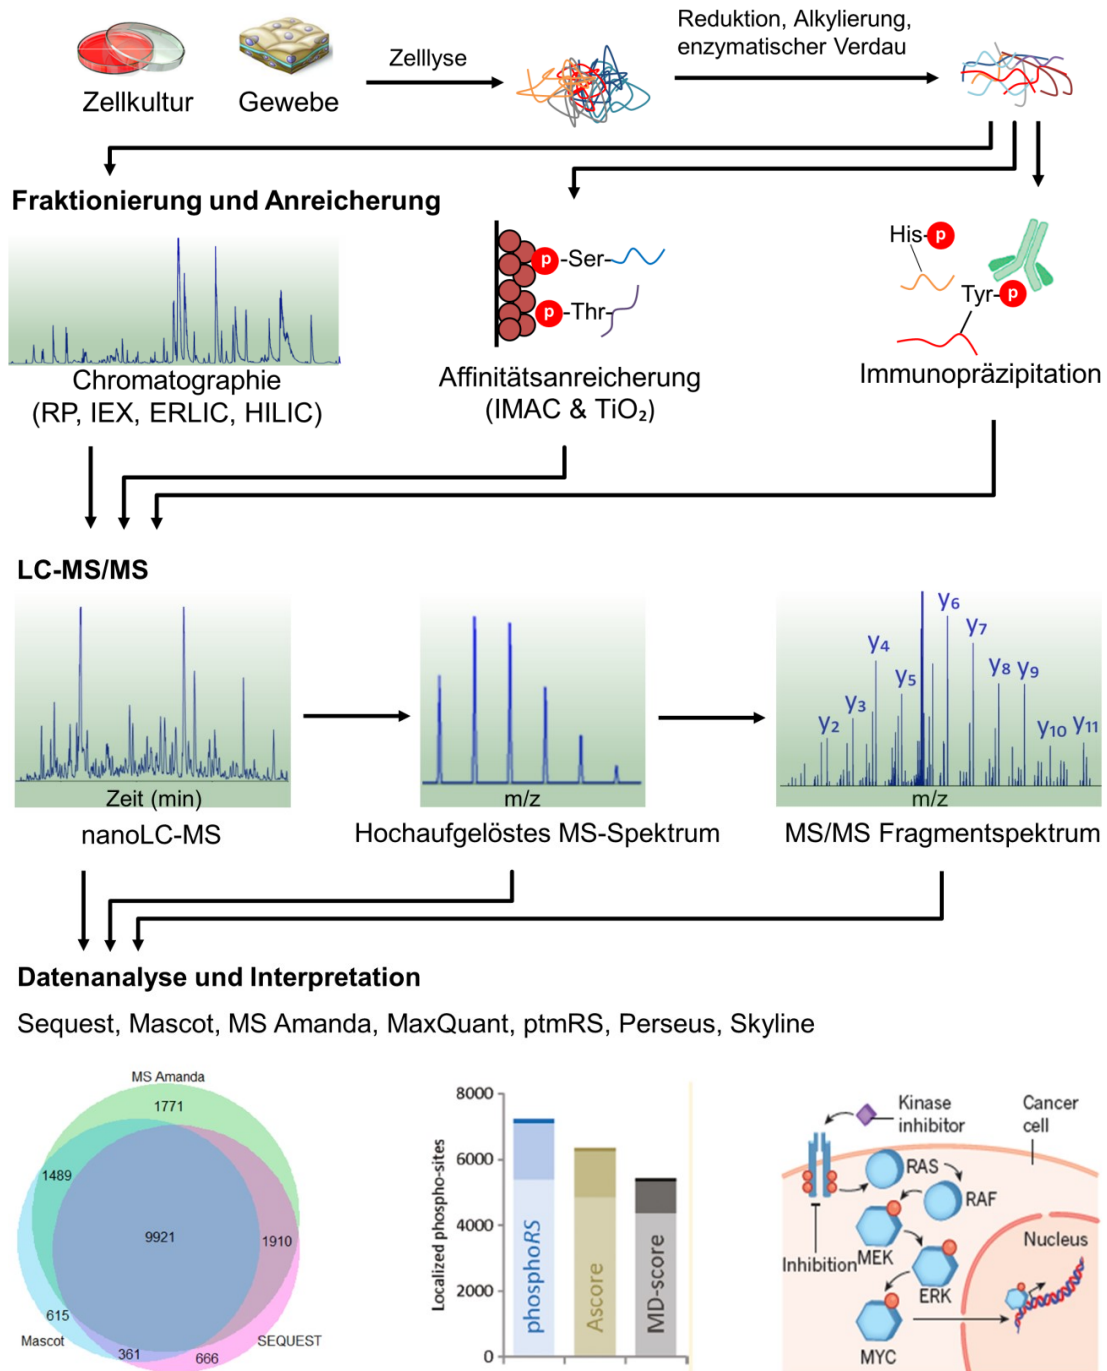 Zellkultur
Gewebe
Zelllyse
Reduktion, Alkylierung,
enzymatischer Verdau
Fraktionierung und Anreicherung
Chromatographie
(RP, IEX, ERLIC, HILIC)
p-Ser-
p-Thr-
Affinitätsanreicherung
(IMAC & TiO₂)
His-p
Tyr-p
Immunopräzipitation
LC-MS/MS
Zeit (min)
nanoLC-MS
m/z
Hochaufgelöstes MS-Spektrum
y₂
y₃
y₄
y₅
y₆
y₇
y₈
y₉
y₁₀
y₁₁
m/z
MS/MS Fragmentspektrum
Datenanalyse und Interpretation
Sequest, Mascot, MS Amanda, MaxQuant, ptmRS, Perseus, Skyline
MS Amanda
1771
1489
9921
1910
615
Mascot
361
666
SEQUEST
Localized phospho-sites
8000
6000
4000
2000
0
phosphoRS
Ascore
MD-score
Kinase
inhibitor
Cancer
cell
RAS
RAF
Inhibition
MEK
ERK
MYC
Nucleus